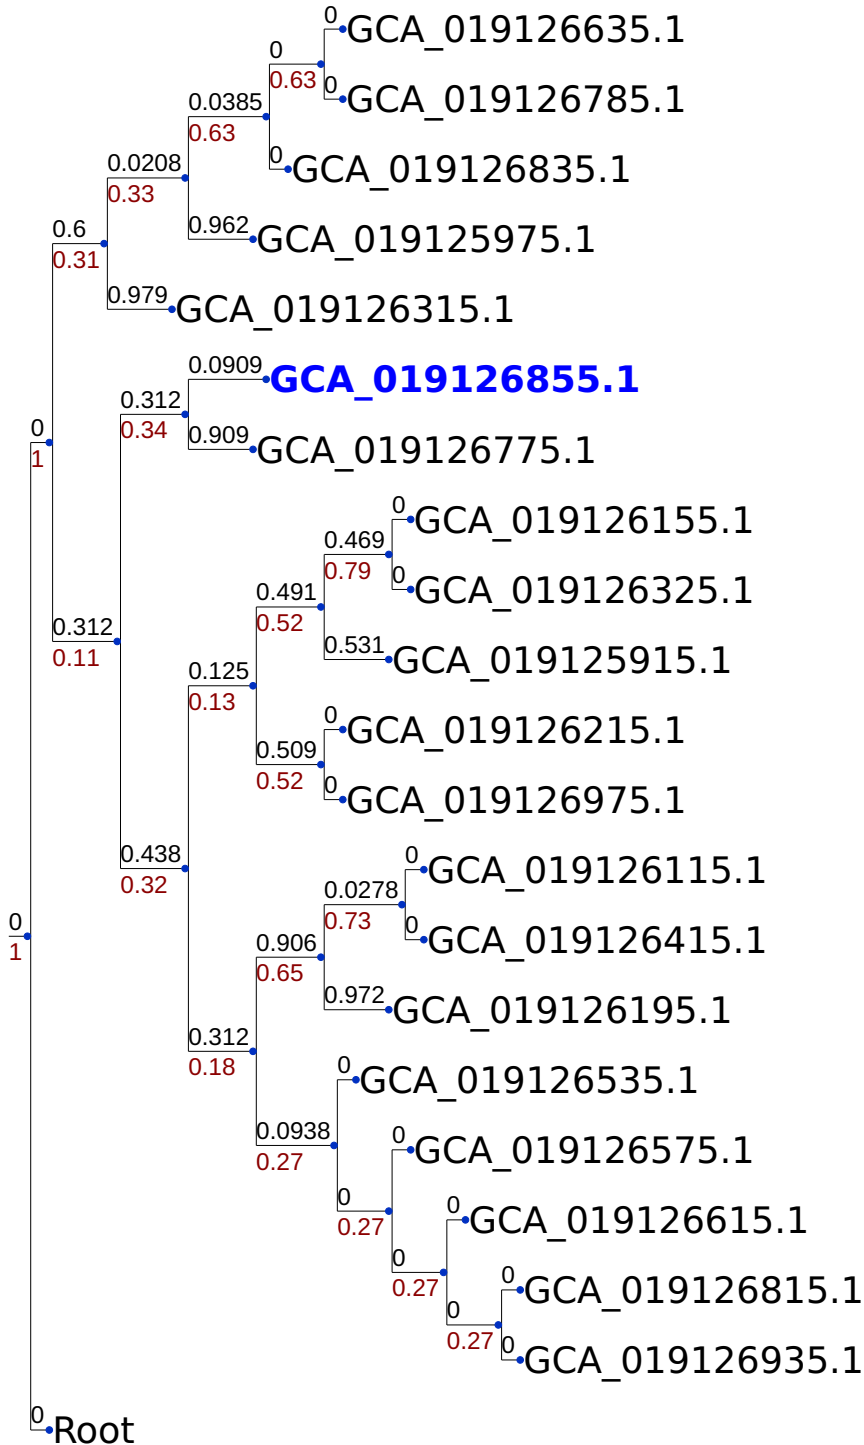 0
GCA_019126635.1
0
0.63
0
GCA_019126785.1
0.0385
0.63
0
GCA_019126835.1
0.0208
0.33
0.962
GCA_019125975.1
0.6
0.31
0.979
GCA_019126315.1
0.0909
GCA_019126855.1
0.312
0.34
0.909
GCA_019126775.1
0
1
0
GCA_019126155.1
0.469
0.79
0
GCA_019126325.1
0.491
0.52
0.531
GCA_019125915.1
0.312
0.11
0.125
0.13
0
GCA_019126215.1
0.509
0.52
0
GCA_019126975.1
0.438
0.32
0
GCA_019126115.1
0.0278
0.73
0
GCA_019126415.1
0
1
0.906
0.65
0.972
GCA_019126195.1
0.312
0.18
0
GCA_019126535.1
0.0938
0.27
0
GCA_019126575.1
0
0.27
0
GCA_019126615.1
0
0.27
0
GCA_019126815.1
0
0.27
0
GCA_019126935.1
0
Root